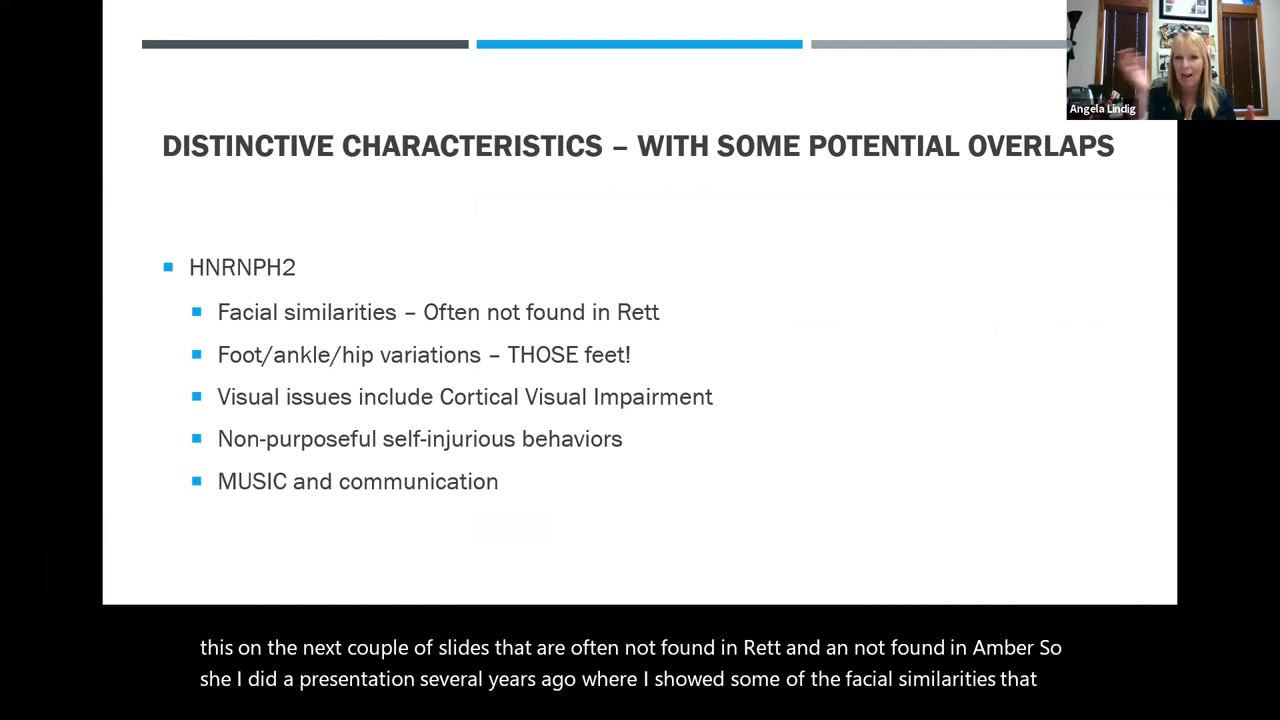 Angela Lindig
DISTINCTIVE CHARACTERISTICS – WITH SOME POTENTIAL OVERLAPS
HNRNPH2
Facial similarities – Often not found in Rett
Foot/ankle/hip variations – THOSE feet!
Visual issues include Cortical Visual Impairment
Non-purposeful self-injurious behaviors
MUSIC and communication
this on the next couple of slides that are often not found in Rett and an not found in Amber So
she I did a presentation several years ago where I showed some of the facial similarities that